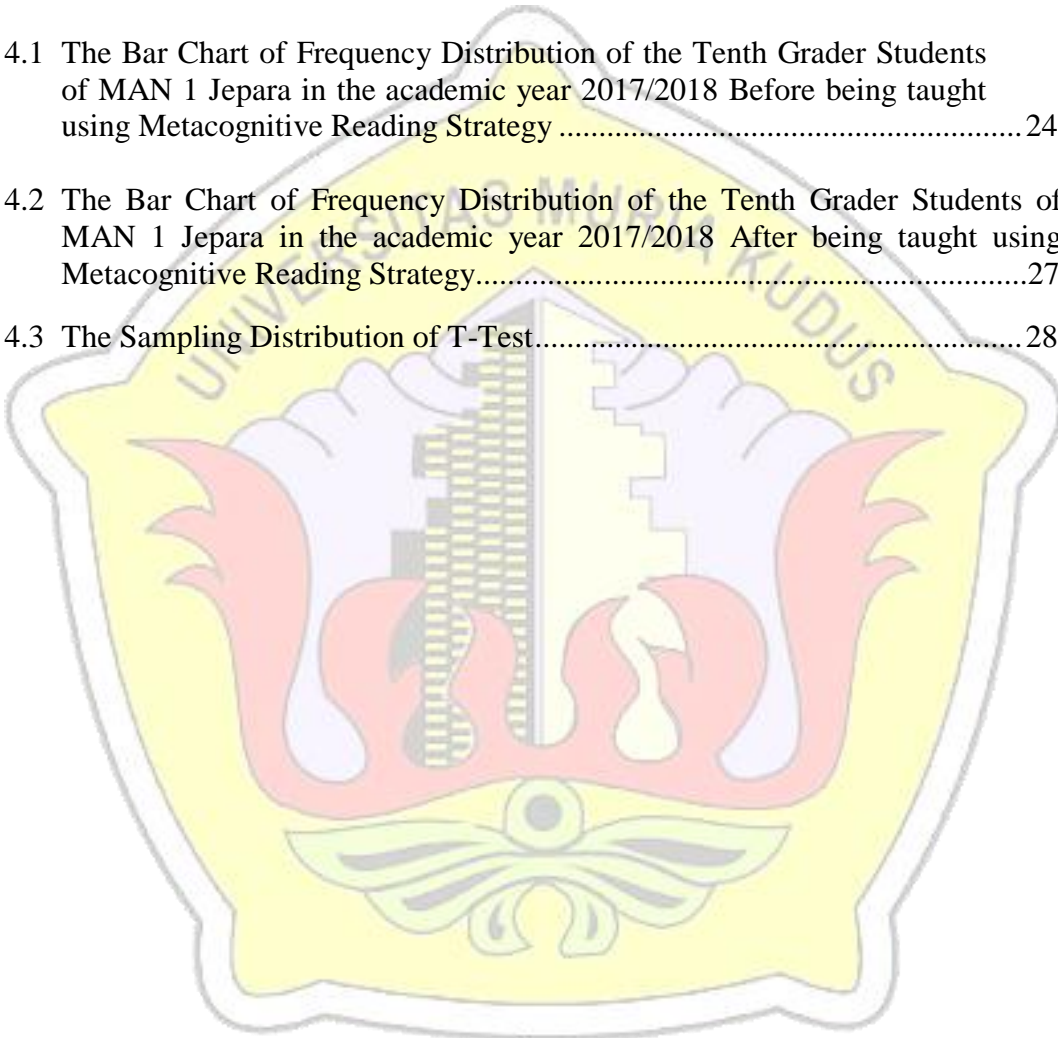 4.1 The Bar Chart of Frequency Distribution of the Tenth Grader Students
of MAN 1 Jepara in the academic year 2017/2018 Before being taught
using Metacognitive Reading Strategy ........................................................ 24
4.2 The Bar Chart of Frequency Distribution of the Tenth Grader Students of
MAN 1 Jepara in the academic year 2017/2018 After being taught using
Metacognitive Reading Strategy...................................................................27
4.3 The Sampling Distribution of T-Test........................................................... 28
UNIVERSITAS MURIA KUDUS